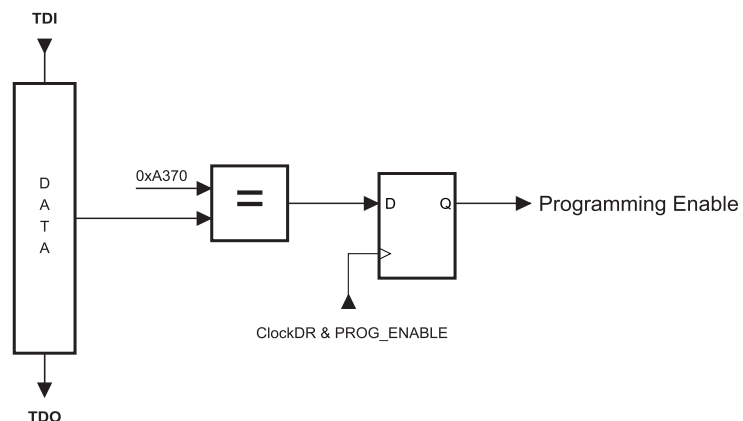 TDI
D
A
T
A
0xA370
=
D
Q
Programming Enable
ClockDR & PROG_ENABLE
TDO